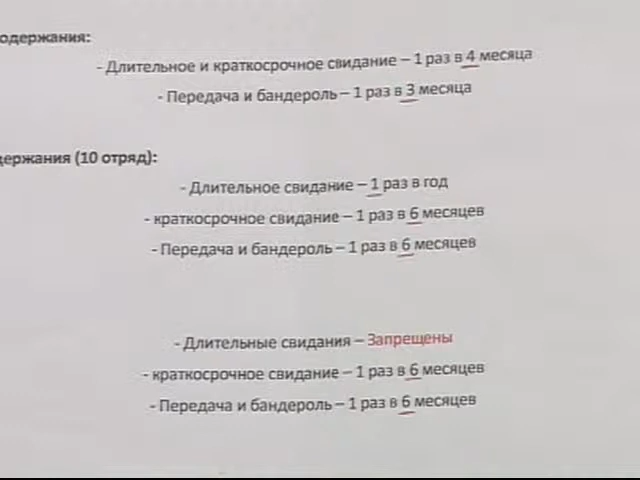 одержания:
- Длительное и краткосрочное свидание – 1 раз в 4 месяца
- Передача и бандероль – 1 раз в 3 месяца
держания (10 отряд):
- Длительное свидание – 1 раз в год
- краткосрочное свидание – 1 раз в 6 месяцев
- Передача и бандероль – 1 раз в 6 месяцев
- Длительные свидания – Запрещены
- краткосрочное свидание – 1 раз в 6 месяцев
- Передача и бандероль – 1 раз в 6 месяцев